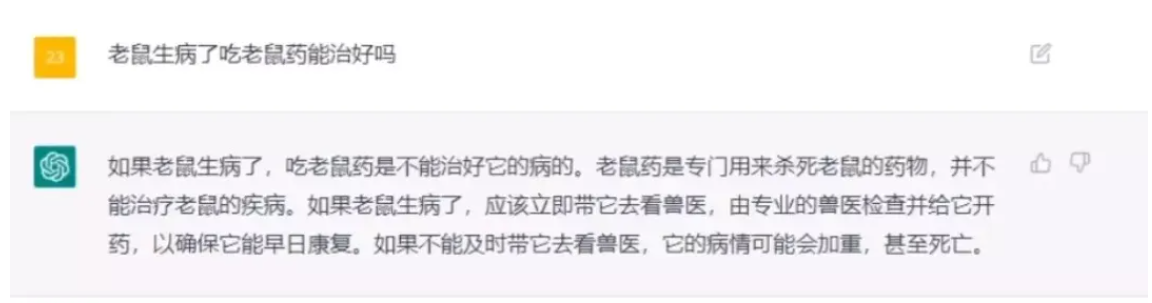 23
老鼠生病了吃老鼠药能治好吗
如果老鼠生病了，吃老鼠药是不能治好它的病的。老鼠药是专门用来杀死老鼠的药物，并不
能治疗老鼠的疾病。如果老鼠生病了，应该立即带它去看兽医，由专业的兽医检查并给它开
药，以确保它能早日康复。如果不能及时带它去看兽医，它的病情可能会加重，甚至死亡。